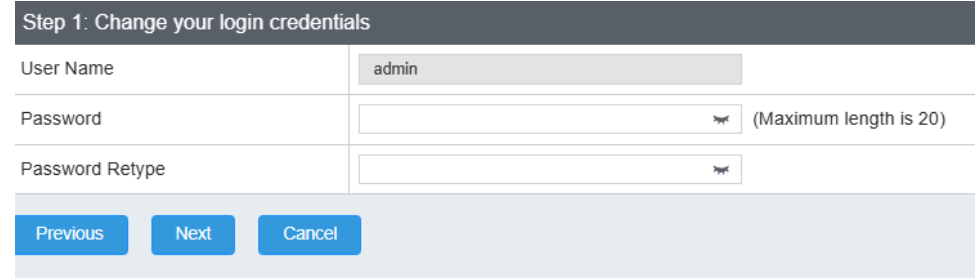 Step 1: Change your login credentials
User Name admin
Password (Maximum length is 20)
Password Retype
Previous Next Cancel